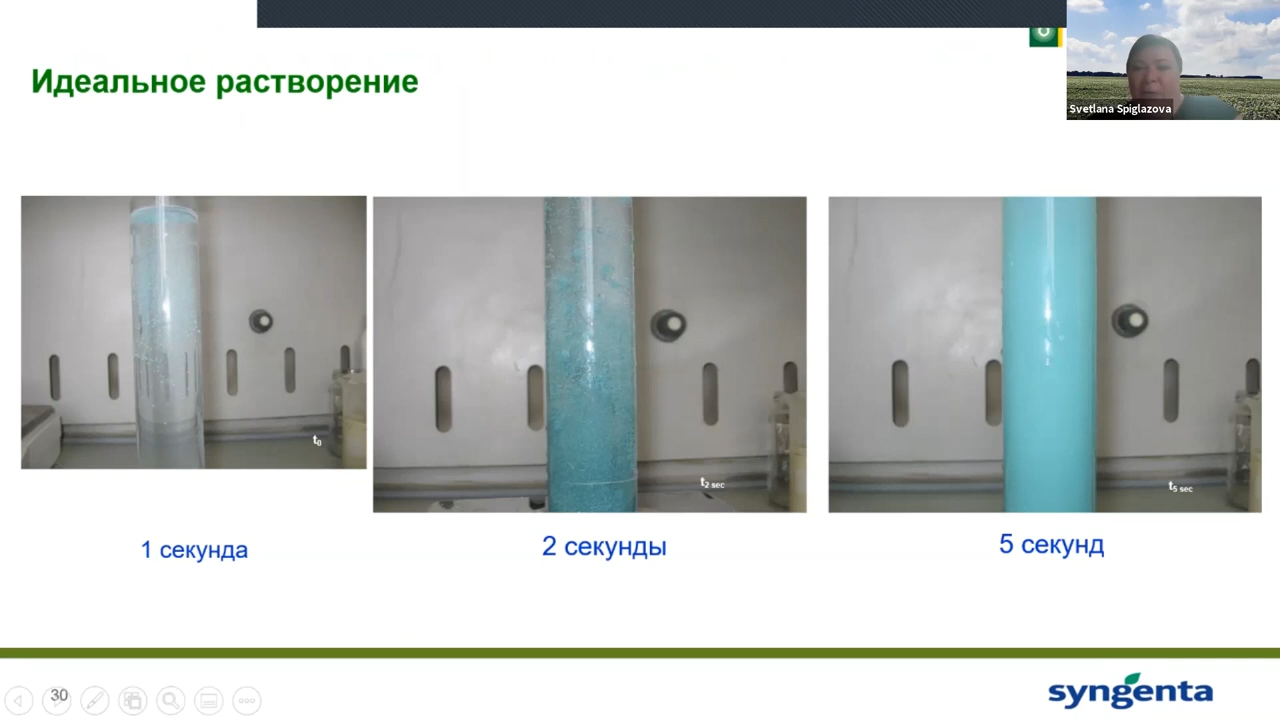 Идеальное растворение
Svetlana Spiglazova
t0
t2 sec
t5 sec
1 секунда
2 секунды
5 секунд
30
syngenta